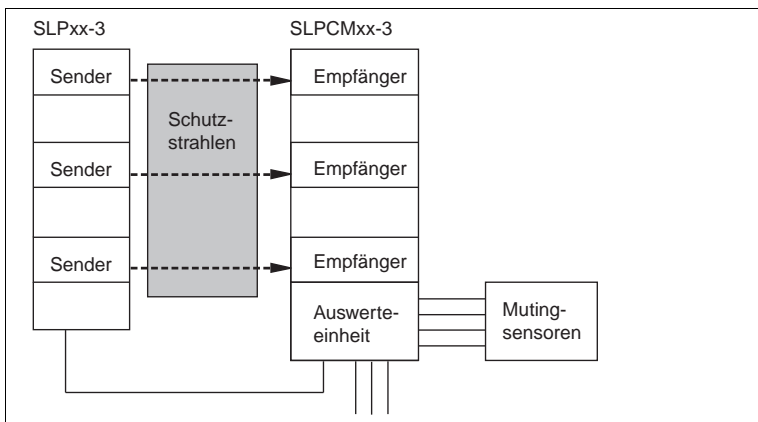 SLPxx-3
SLPCMxx-3
Sender
Empfänger
Schutz-
strahlen
Sender
Empfänger
Sender
Empfänger
Auswerte-
einheit
Muting-
sensoren